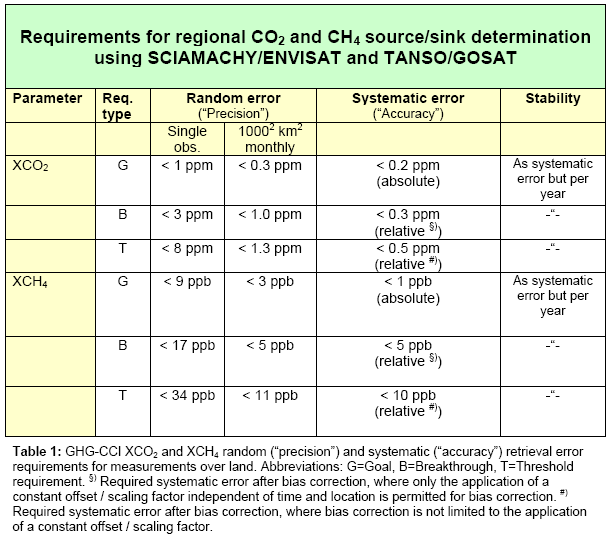 Requirements for regional CO2 and CH4 source/sink determination
using SCIAMACHY/ENVISAT and TANSO/GOSAT
Parameter Req. type Random error (“Precision”) Systematic error (“Accuracy”) Stability
Single obs. 1000² km² monthly
XCO2 G < 1 ppm < 0.3 ppm < 0.2 ppm (absolute) As systematic error but per year
B < 3 ppm < 1.0 ppm < 0.3 ppm (relative §)) -“-
T < 8 ppm < 1.3 ppm < 0.5 ppm (relative #)) -“-
XCH4 G < 9 ppb < 3 ppb < 1 ppb (absolute) As systematic error but per year
B < 17 ppb < 5 ppb < 5 ppb (relative §)) -“-
T < 34 ppb < 11 ppb < 10 ppb (relative #)) -“-
Table 1: GHG-CCI XCO2 and XCH4 random (“precision”) and systematic (“accuracy”) retrieval error
requirements for measurements over land. Abbreviations: G=Goal, B=Breakthrough, T=Threshold
requirement. §) Required systematic error after bias correction, where only the application of a
constant offset / scaling factor independent of time and location is permitted for bias correction. #)
Required systematic error after bias correction, where bias correction is not limited to the application
of a constant offset / scaling factor.